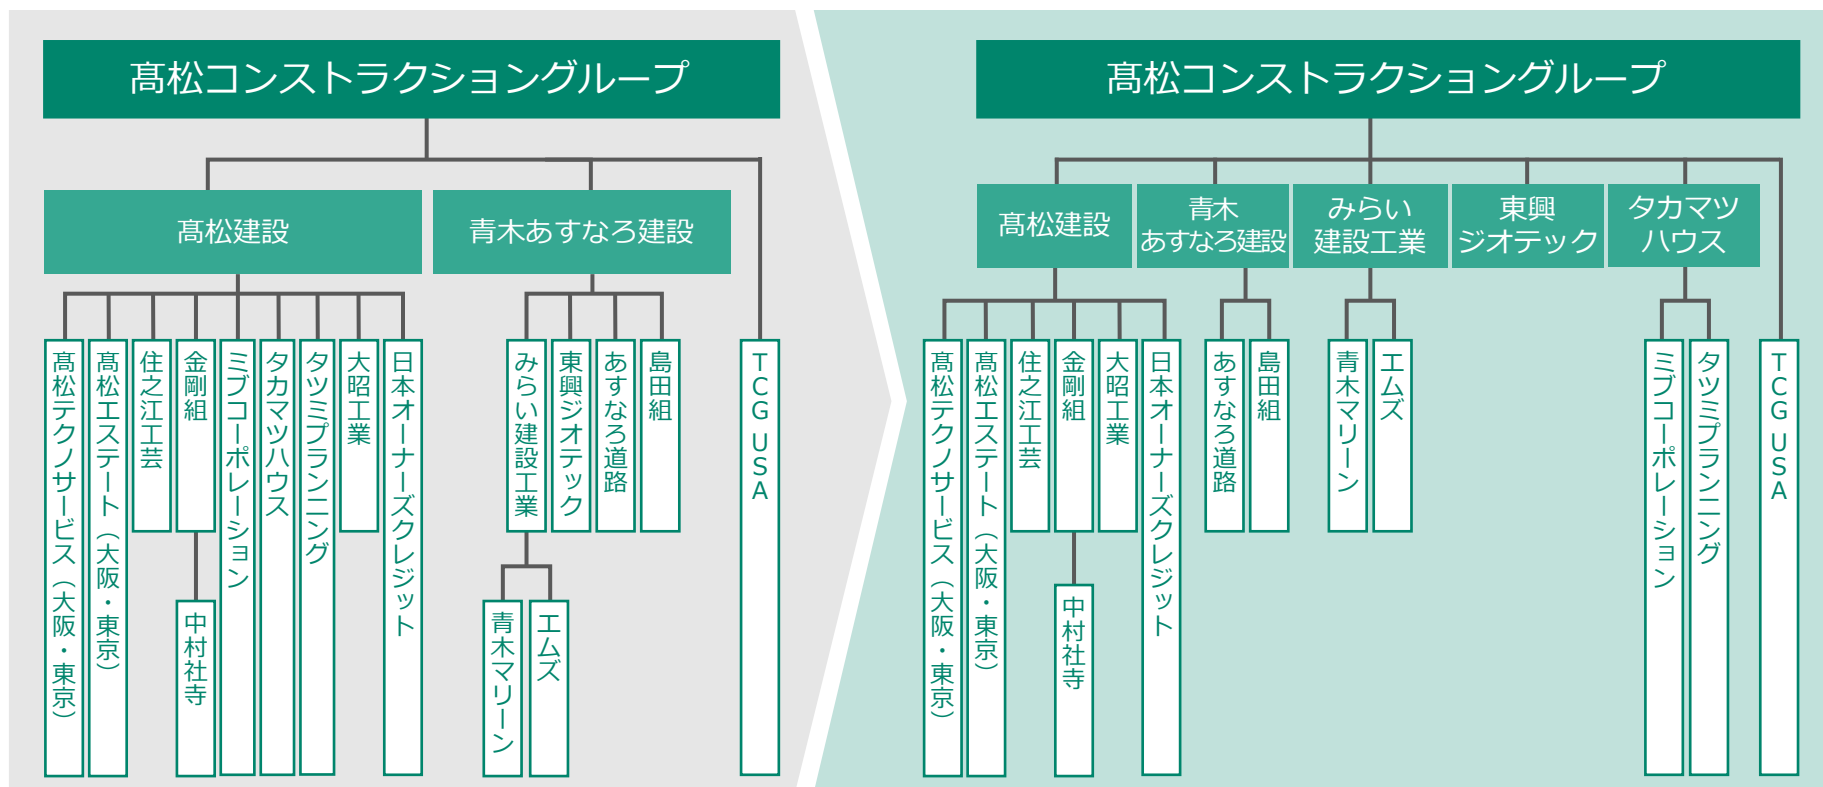 髙松コンストラクショングループ
髙松建設
青木あすなろ建設
髙松テクノサービス（大阪・東京）
髙松エステート（大阪・東京）
住之江工芸
金剛組
ミブコーポレーション
タカマツハウス
タツミプランニング
大昭工業
日本オーナーズクレジット
みらい建設工業
東興ジオテック
あすなろ道路
島田組
TCG USA
中村社寺
青木マリーン
エムズ
髙松コンストラクショングループ
髙松建設
青木
あすなろ建設
みらい
建設工業
東興
ジオテック
タカマツ
ハウス
髙松テクノサービス（大阪・東京）
髙松エステート（大阪・東京）
住之江工芸
金剛組
大昭工業
日本オーナーズクレジット
あすなろ道路
島田組
青木マリーン
エムズ
ミブコーポレーション
タツミプランニング
TCG USA
中村社寺